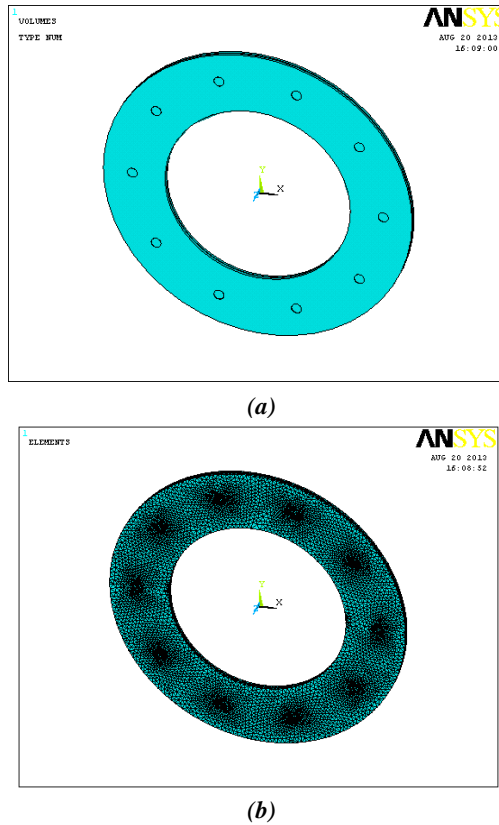 1
VOLUMES
TYPE NUM
ANSYS
AUG 20 2013
16:09:00
Y
X
(a)
1
ELEMENTS
ANSYS
AUG 20 2013
16:08:52
Y
X
(b)